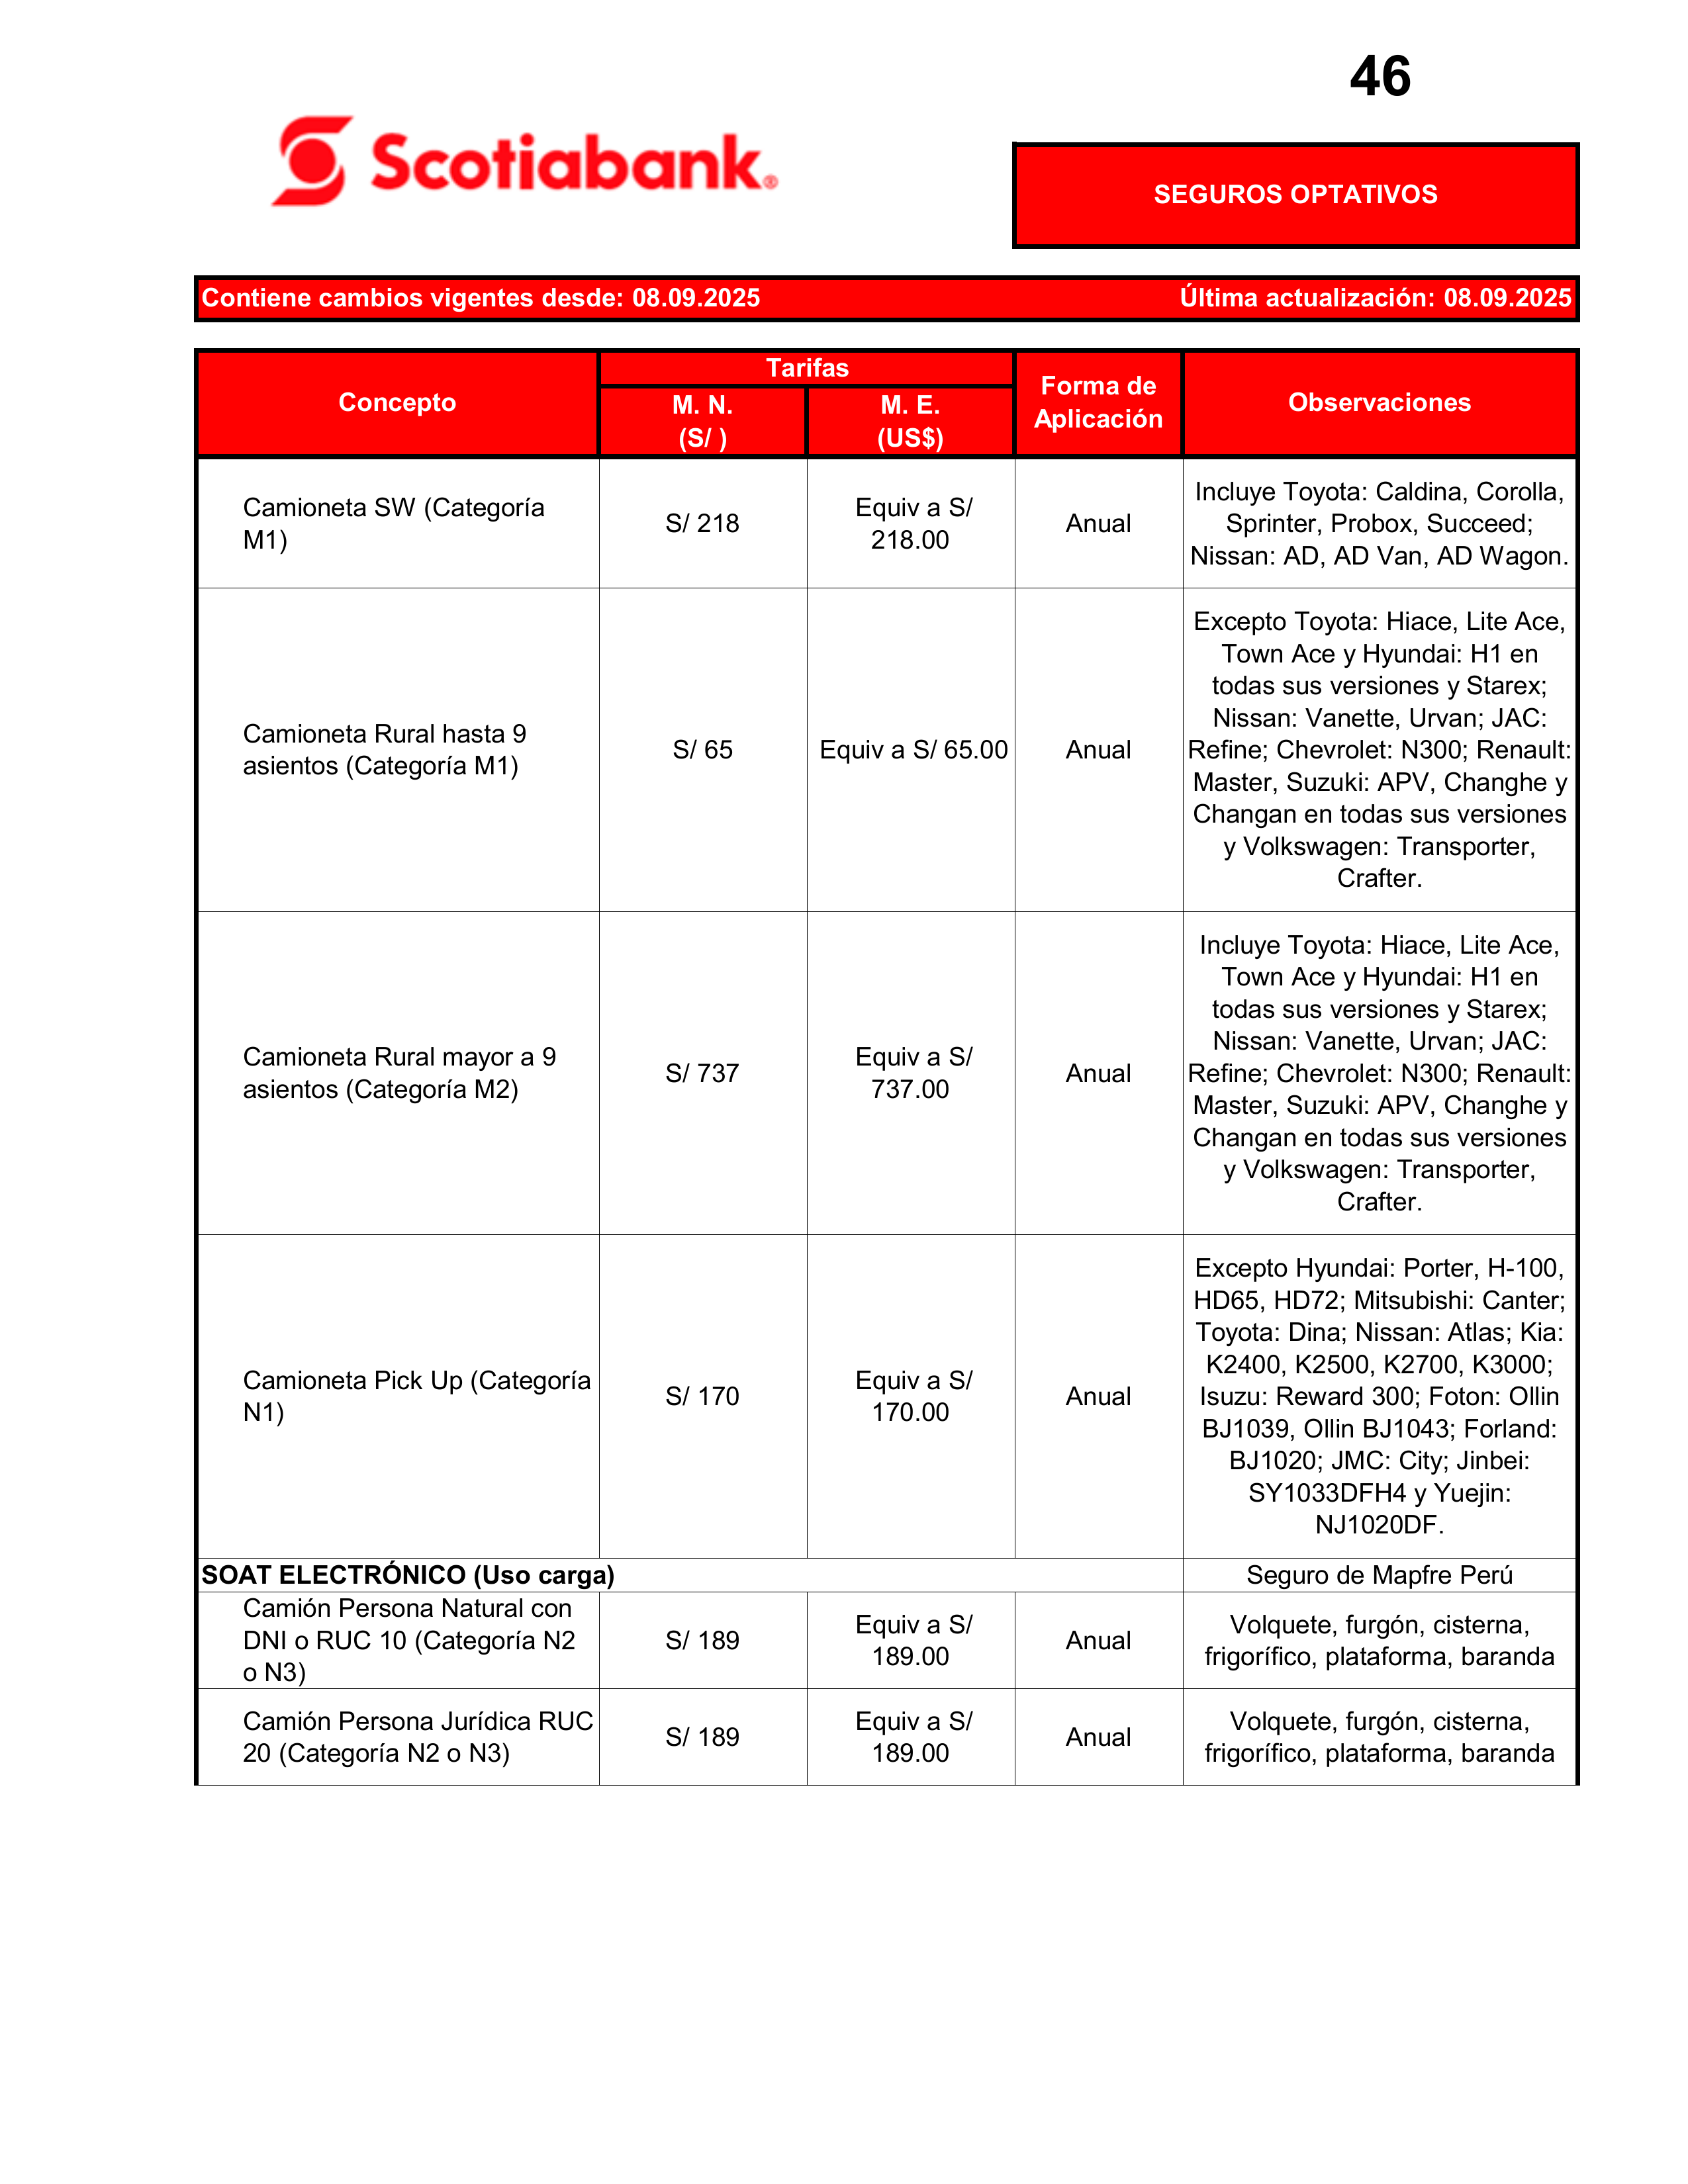 46
Scotiabank®
SEGUROS OPTATIVOS
Contiene cambios vigentes desde: 08.09.2025 Última actualización: 08.09.2025
Concepto
Tarifas
M. N.
(S/ )
M. E.
(US$)
Forma de
Aplicación
Observaciones
Camioneta SW (Categoría
M1)
S/ 218
Equiv a S/
218.00
Anual
Incluye Toyota: Caldina, Corolla,
Sprinter, Probox, Succeed;
Nissan: AD, AD Van, AD Wagon.
Camioneta Rural hasta 9
asientos (Categoría M1)
S/ 65
Equiv a S/ 65.00
Anual
Excepto Toyota: Hiace, Lite Ace,
Town Ace y Hyundai: H1 en
todas sus versiones y Starex;
Nissan: Vanette, Urvan; JAC:
Refine; Chevrolet: N300; Renault:
Master, Suzuki: APV, Changhe y
Changan en todas sus versiones
y Volkswagen: Transporter,
Crafter.
Camioneta Rural mayor a 9
asientos (Categoría M2)
S/ 737
Equiv a S/
737.00
Anual
Incluye Toyota: Hiace, Lite Ace,
Town Ace y Hyundai: H1 en
todas sus versiones y Starex;
Nissan: Vanette, Urvan; JAC:
Refine; Chevrolet: N300; Renault:
Master, Suzuki: APV, Changhe y
Changan en todas sus versiones
y Volkswagen: Transporter,
Crafter.
Camioneta Pick Up (Categoría
N1)
S/ 170
Equiv a S/
170.00
Anual
Excepto Hyundai: Porter, H-100,
HD65, HD72; Mitsubishi: Canter;
Toyota: Dina; Nissan: Atlas; Kia:
K2400, K2500, K2700, K3000;
Isuzu: Reward 300; Foton: Ollin
BJ1039, Ollin BJ1043; Forland:
BJ1020; JMC: City; Jinbei:
SY1033DFH4 y Yuejin:
NJ1020DF.
SOAT ELECTRÓNICO (Uso carga)
Seguro de Mapfre Perú
Camión Persona Natural con
DNI o RUC 10 (Categoría N2
o N3)
S/ 189
Equiv a S/
189.00
Anual
Volquete, furgón, cisterna,
frigorífico, plataforma, baranda
Camión Persona Jurídica RUC
20 (Categoría N2 o N3)
S/ 189
Equiv a S/
189.00
Anual
Volquete, furgón, cisterna,
frigorífico, plataforma, baranda